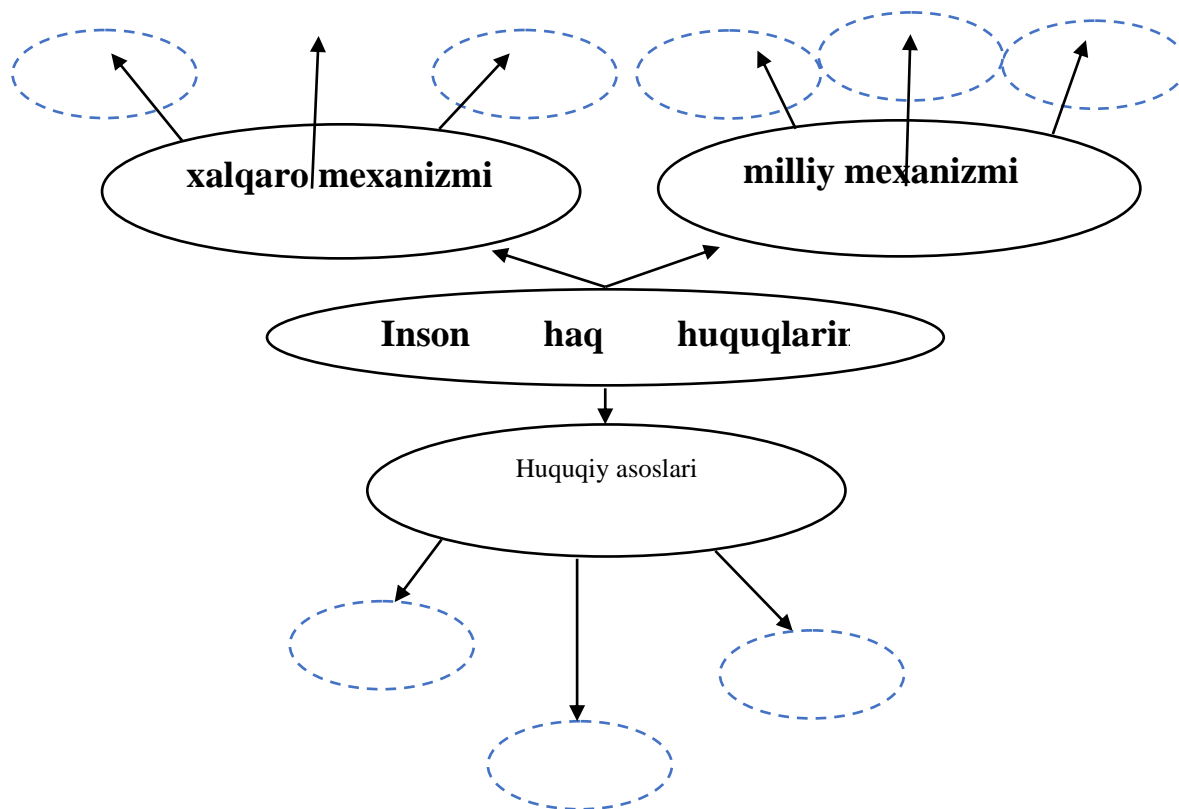 xalqaro mexanizmi
milliy mexanizmi
Inson haq huquqlarin
Huquqiy asoslari